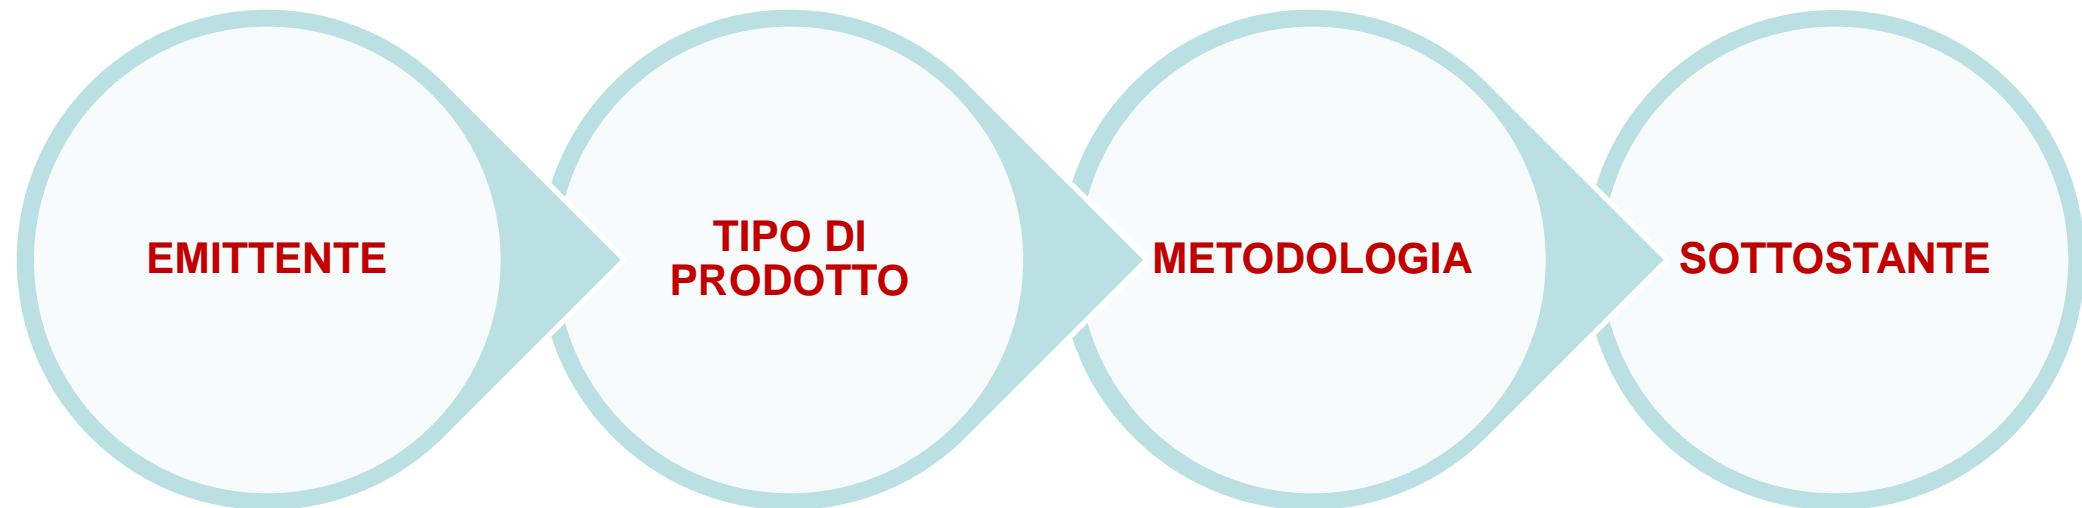 EMITTENTE
TIPO DI
PRODOTTO
METODOLOGIA
SOTTOSTANTE